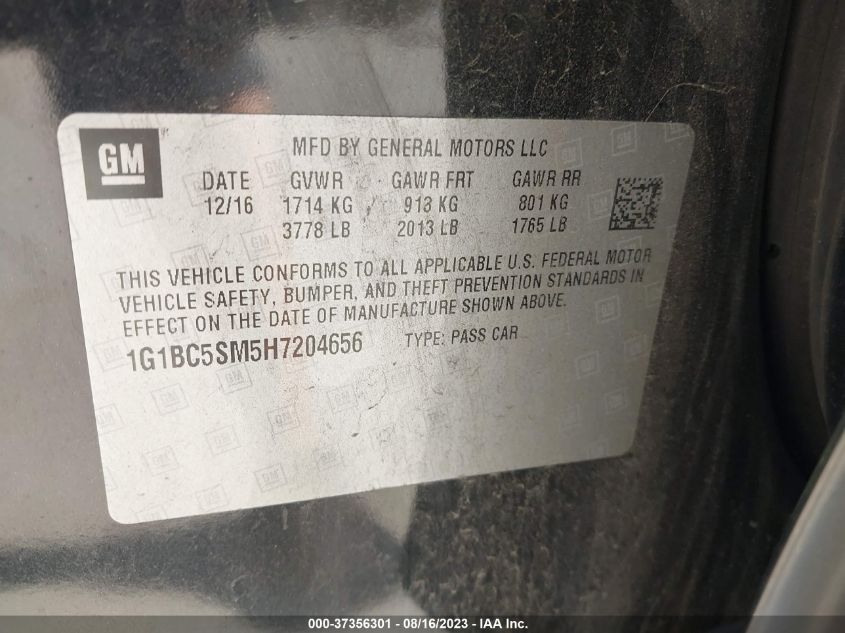 GM
MFD BY GENERAL MOTORS LLC
DATE GVWR GAWR FRT GAWR RR
12/16 1714 KG 913 KG 801 KG
3778 LB 2013 LB 1765 LB
THIS VEHICLE CONFORMS TO ALL APPLICABLE U.S. FEDERAL MOTOR
VEHICLE SAFETY, BUMPER, AND THEFT PREVENTION STANDARDS IN
EFFECT ON THE DATE OF MANUFACTURE SHOWN ABOVE.
1G1BC5SM5H7204656 TYPE: PASS CAR
000-37356301 - 08/16/2023 - IAA Inc.